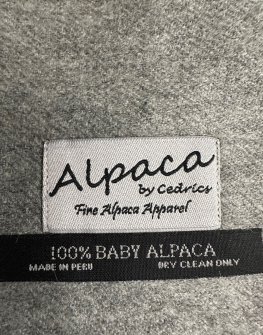 Alpaca
by Cedrics
Fine Alpaca Apparel
100% BABY ALPACA
MADE IN PERU DRY CLEAN ONLY